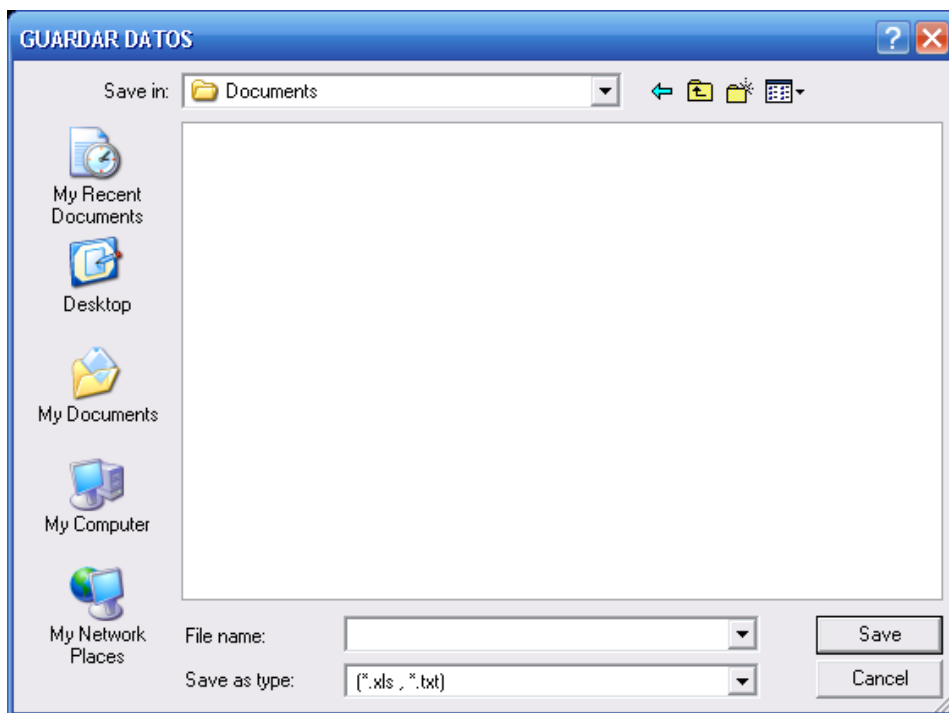 GUARDAR DATOS
?
Save in: Documents
My Recent
Documents
Desktop
My Documents
My Computer
My Network
Places
File name:
Save
Save as type: (*.xls , *.txt)
Cancel